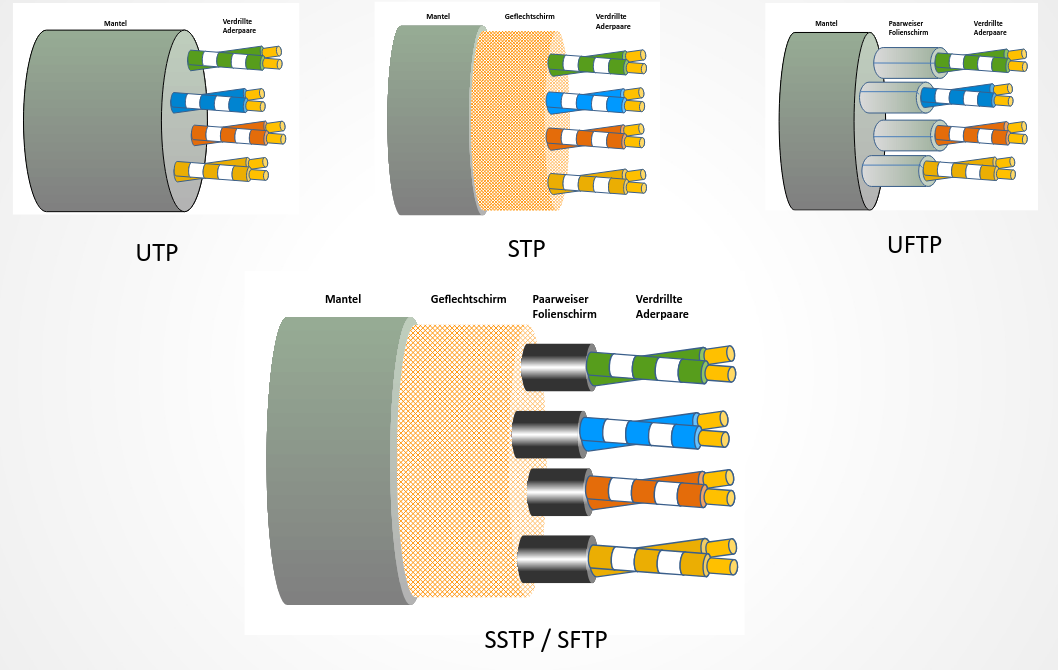 Mantel
Verdrillte
Aderpaare
UTP
Mantel
Geflechtschirm
Verdrillte
Aderpaare
STP
Mantel
Paarweiser
Folienschirm
Verdrillte
Aderpaare
UFTP
Mantel
Geflechtschirm
Paarweiser
Folienschirm
Verdrillte
Aderpaare
SSTP / SFTP